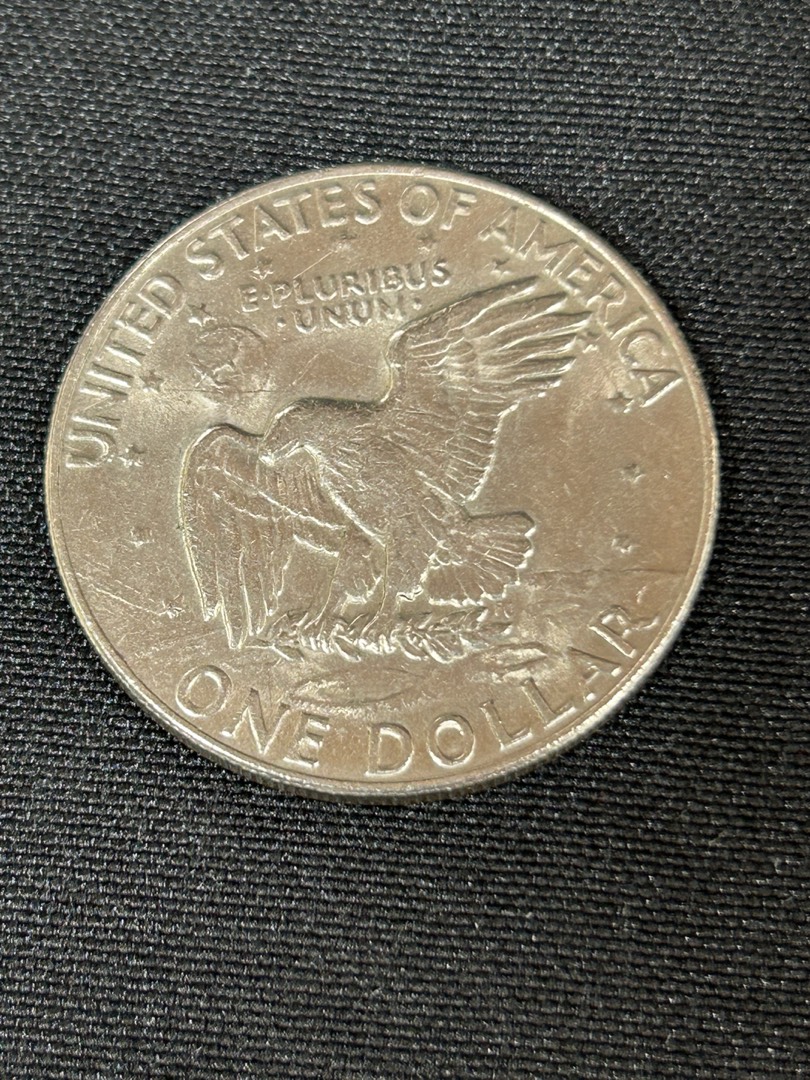 UNITED STATES OF AMERICA
E·PLURIBUS
·UNUM·
ONE DOLLAR